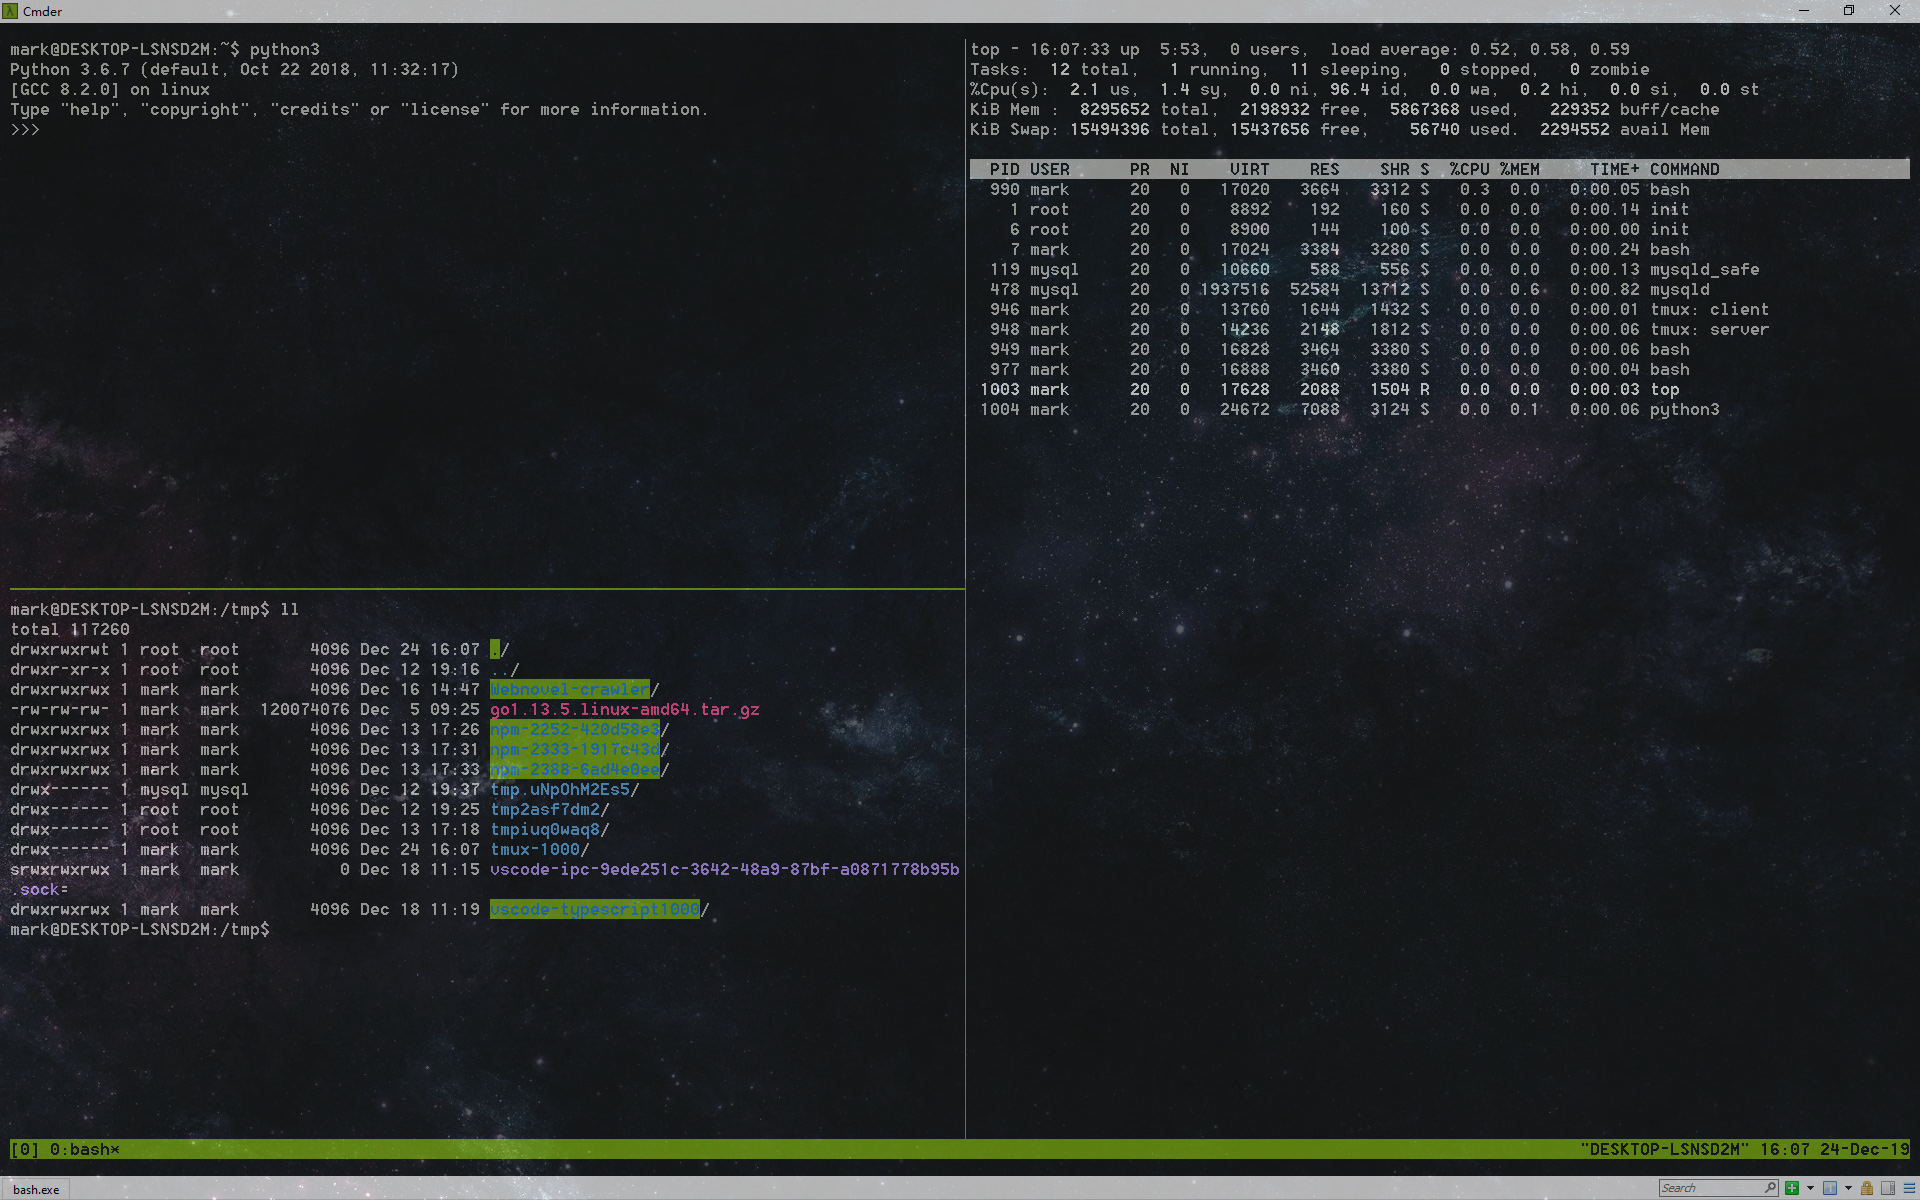 Cmder
mark@DESKTOP-LSNSD2M:~$ python3
Python 3.6.7 (default, Oct 22 2018, 11:32:17)
[GCC 8.2.0] on linux
Type "help", "copyright", "credits" or "license" for more information.
>>>
mark@DESKTOP-LSNSD2M:/tmp$ ll
total 117260
drwxrwxrwt 1 root  root       4096 Dec 24 16:07 ./
drwxr-xr-x 1 root  root       4096 Dec 12 19:16 ../
drwxrwxrwx 1 mark  mark       4096 Dec 16 14:47 Webnovel-crawler/
-rw-rw-rw- 1 mark  mark  120074076 Dec  5 09:25 go1.13.5.linux-amd64.tar.gz
drwxrwxrwx 1 mark  mark       4096 Dec 13 17:26 npm-2252-420d58e3/
drwxrwxrwx 1 mark  mark       4096 Dec 13 17:31 npm-2333-1917c43d/
drwxrwxrwx 1 mark  mark       4096 Dec 13 17:33 npm-2388-6ad4e0ee/
drwx------ 1 mysql mysql      4096 Dec 12 19:37 tmp.uNpOhM2Es5/
drwx------ 1 root  root       4096 Dec 12 19:25 tmp2asf7dm2/
drwx------ 1 root  root       4096 Dec 13 17:18 tmpiuq0waq8/
drwx------ 1 mark  mark       4096 Dec 24 16:07 tmux-1000/
srwxrwxrwx 1 mark  mark          0 Dec 18 11:15 vscode-ipc-9ede251c-3642-48a9-87bf-a0871778b95b
.sock=
drwxrwxrwx 1 mark  mark       4096 Dec 18 11:19 vscode-typescript1000/
mark@DESKTOP-LSNSD2M:/tmp$
top - 16:07:33 up  5:53,  0 users,  load average: 0.52, 0.58, 0.59
Tasks:  12 total,   1 running,  11 sleeping,   0 stopped,   0 zombie
%Cpu(s):  2.1 us,  1.4 sy,  0.0 ni, 96.4 id,  0.0 wa,  0.2 hi,  0.0 si,  0.0 st
KiB Mem :  8295652 total,  2198932 free,  5867368 used,   229352 buff/cache
KiB Swap: 15494396 total, 15437656 free,    56740 used.  2294552 avail Mem
PID USER      PR  NI    VIRT    RES    SHR S  %CPU %MEM     TIME+ COMMAND
990 mark      20   0   17020   3664   3312 S   0.3  0.0   0:00.05 bash
1 root      20   0    8892    192    160 S   0.0  0.0   0:00.14 init
6 root      20   0    8900    144    100 S   0.0  0.0   0:00.00 init
7 mark      20   0   17024   3384   3280 S   0.0  0.0   0:00.24 bash
119 mysql     20   0   10660    588    556 S   0.0  0.0   0:00.13 mysqld_safe
478 mysql     20   0 1937516  52584  13712 S   0.0  0.6   0:00.82 mysqld
946 mark      20   0   13760   1644   1432 S   0.0  0.0   0:00.01 tmux: client
948 mark      20   0   14236   2148   1812 S   0.0  0.0   0:00.06 tmux: server
949 mark      20   0   16828   3464   3380 S   0.0  0.0   0:00.06 bash
977 mark      20   0   16888   3460   3380 S   0.0  0.0   0:00.04 bash
1003 mark      20   0   17628   2088   1504 R   0.0  0.0   0:00.03 top
1004 mark      20   0   24672   7088   3124 S   0.0  0.1   0:00.06 python3
[0] 0:bash* "DESKTOP-LSNSD2M" 16:07 24-Dec-19
bash.exe Search